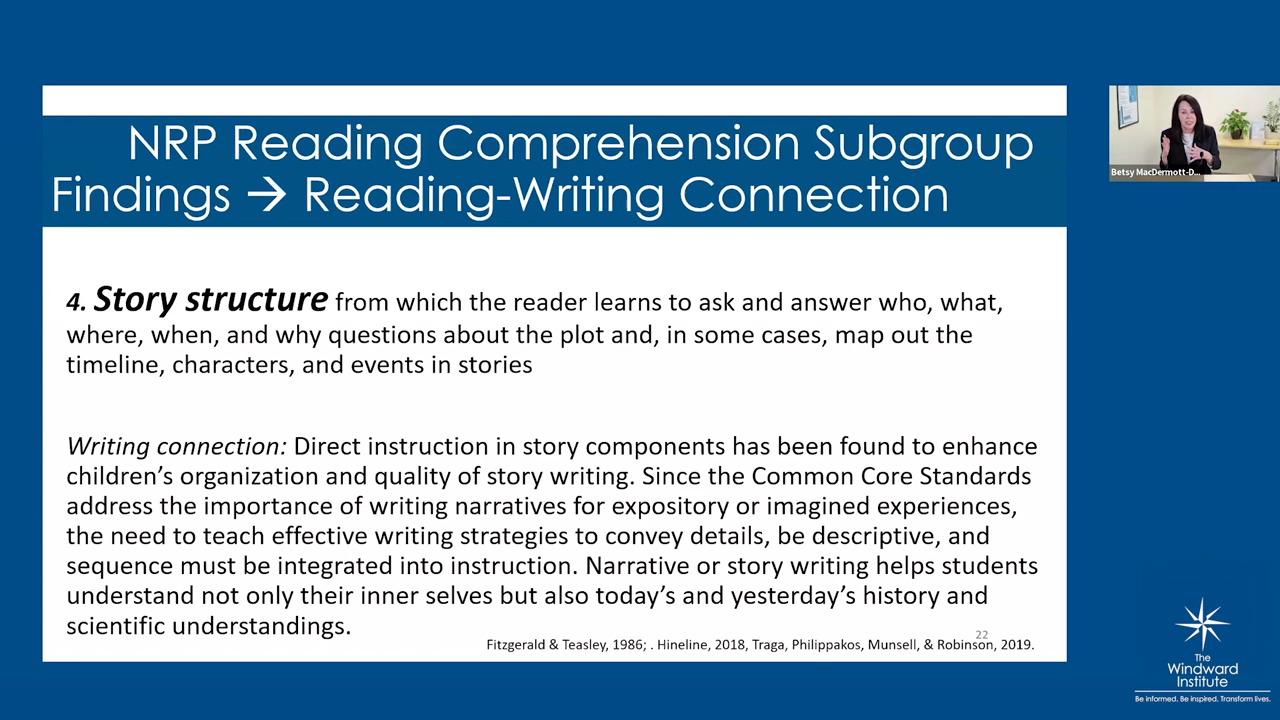 NRP Reading Comprehension Subgroup
Findings → Reading-Writing Connection
Betsy MacDermott-D...
4. Story structure from which the reader learns to ask and answer who, what,
where, when, and why questions about the plot and, in some cases, map out the
timeline, characters, and events in stories
Writing connection: Direct instruction in story components has been found to enhance
children’s organization and quality of story writing. Since the Common Core Standards
address the importance of writing narratives for expository or imagined experiences,
the need to teach effective writing strategies to convey details, be descriptive, and
sequence must be integrated into instruction. Narrative or story writing helps students
understand not only their inner selves but also today’s and yesterday’s history and
scientific understandings.
22
Fitzgerald & Teasley, 1986; . Hineline, 2018, Traga, Philippakos, Munsell, & Robinson, 2019.
The
Windward
Institute
Be informed. Be inspired. Transform lives.